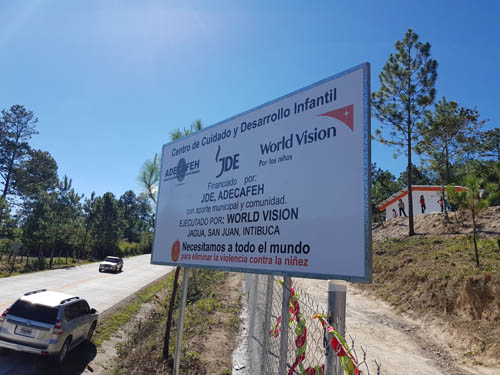 Centro de Cuidado y Desarrollo Infantil
ADECAFEH
JDE
World Vision
Por los niños
Financiado por:
JDE, ADECAFEH
con aporte municipal y comunidad.
EJECUTADO POR: WORLD VISION
JAGUA, SAN JUAN, INTIBUCA
Necesitamos a todo el mundo
para eliminar la violencia contra la niñez